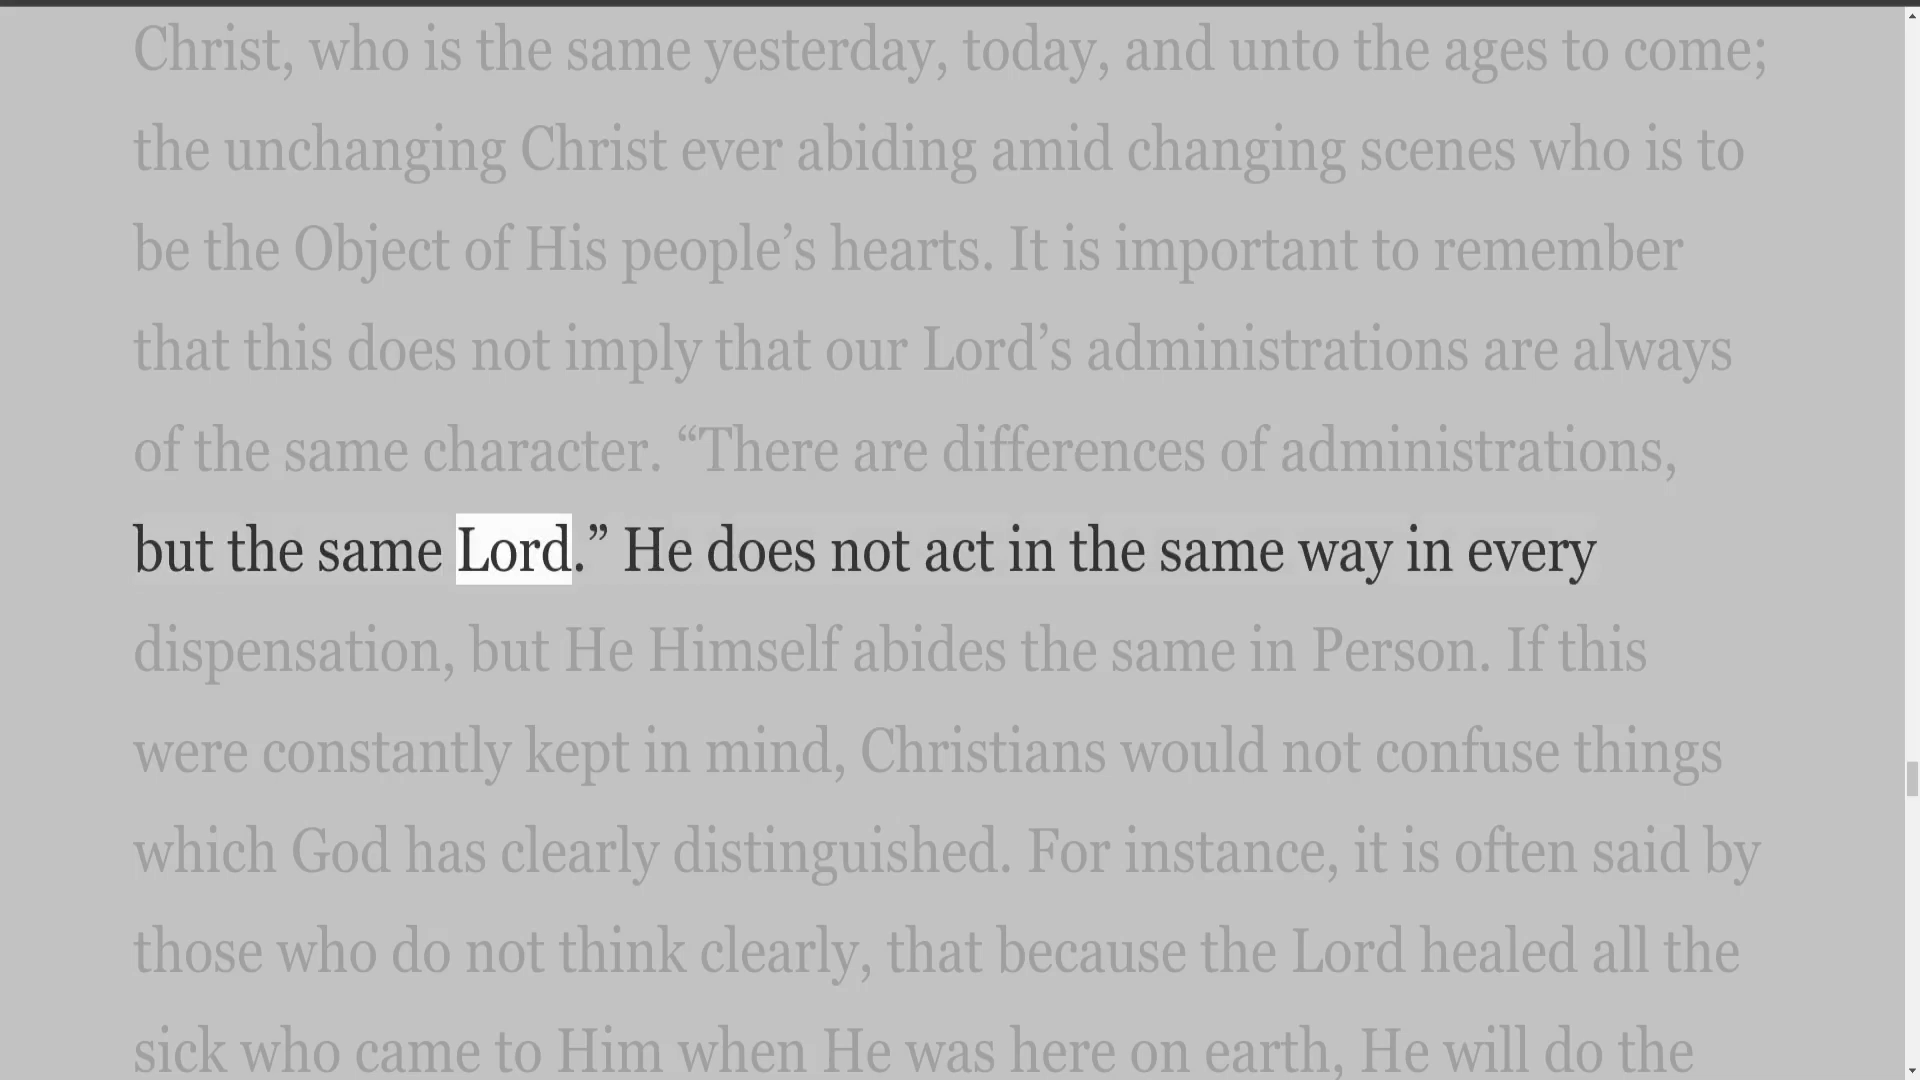 Christ, who is the same yesterday, today, and unto the ages to come;
the unchanging Christ ever abiding amid changing scenes who is to
be the Object of His people’s hearts. It is important to remember
that this does not imply that our Lord’s administrations are always
of the same character. “There are differences of administrations,
but the same Lord.” He does not act in the same way in every
dispensation, but He Himself abides the same in Person. If this
were constantly kept in mind, Christians would not confuse things
which God has clearly distinguished. For instance, it is often said by
those who do not think clearly, that because the Lord healed all the
sick who came to Him when He was here on earth, He will do the